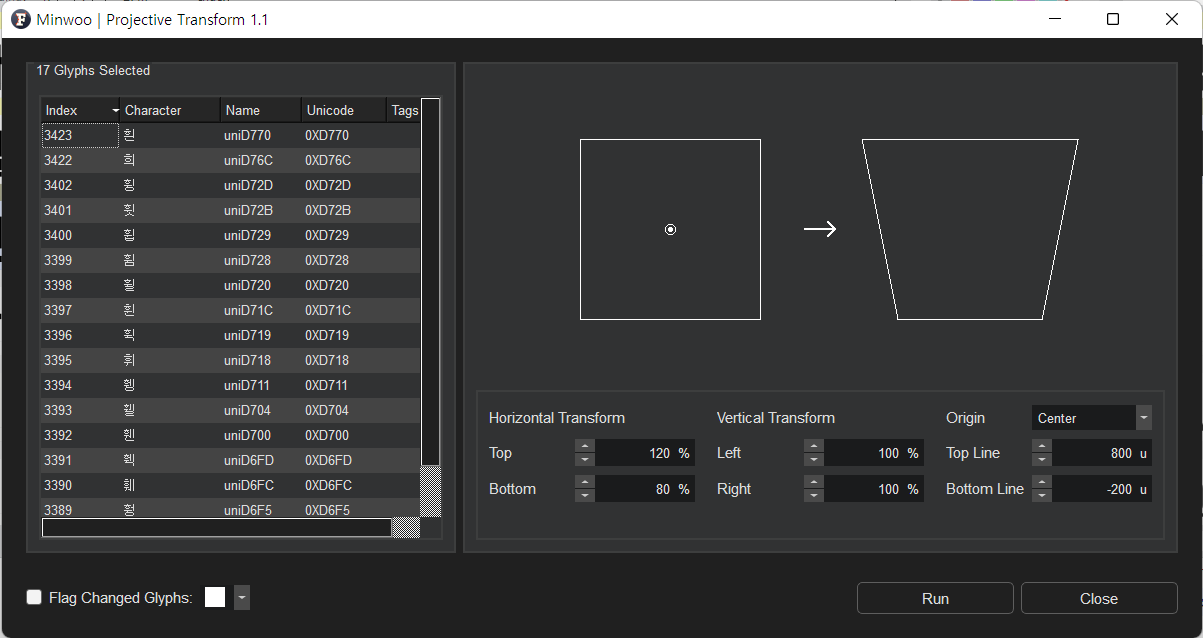 Minwoo | Projective Transform 1.1
17 Glyphs Selected
Index Character Name Unicode Tags
3423 흰 uniD770 0XD770
3422 희 uniD76C 0XD76C
3402 휭 uniD72D 0XD72D
3401 휫 uniD72B 0XD72B
3400 휩 uniD729 0XD729
3399 휨 uniD728 0XD728
3398 휠 uniD720 0XD720
3397 휜 uniD71C 0XD71C
3396 휙 uniD719 0XD719
3395 휘 uniD718 0XD718
3394 휑 uniD711 0XD711
3393 휄 uniD704 0XD704
3392 휀 uniD700 0XD700
3391 훽 uniD6FD 0XD6FD
3390 훼 uniD6FC 0XD6FC
3389 훵 uniD6F5 0XD6F5
Horizontal Transform Vertical Transform Origin Center
Top 120 % Left 100 % Top Line 800 u
Bottom 80 % Right 100 % Bottom Line -200 u
Flag Changed Glyphs:
Run Close